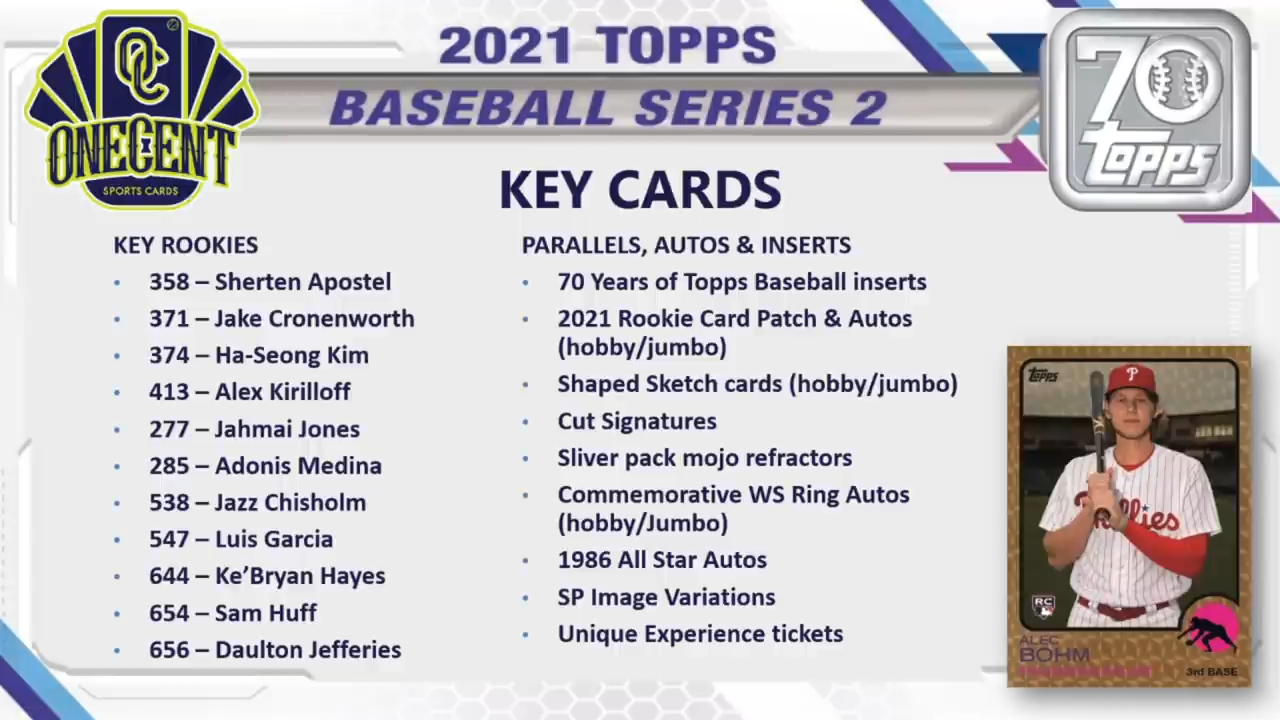 2021 TOPPS
BASEBALL SERIES 2
OC
ONECENT
SPORTS CARDS
70
Topps
KEY CARDS
KEY ROOKIES
• 358 – Sherten Apostel
• 371 – Jake Cronenworth
• 374 – Ha-Seong Kim
• 413 – Alex Kirilloff
• 277 – Jahmai Jones
• 285 – Adonis Medina
• 538 – Jazz Chisholm
• 547 – Luis Garcia
• 644 – Ke’Bryan Hayes
• 654 – Sam Huff
• 656 – Daulton Jefferies
PARALLELS, AUTOS & INSERTS
• 70 Years of Topps Baseball inserts
• 2021 Rookie Card Patch & Autos
(hobby/jumbo)
• Shaped Sketch cards (hobby/jumbo)
• Cut Signatures
• Sliver pack mojo refractors
• Commemorative WS Ring Autos
(hobby/Jumbo)
• 1986 All Star Autos
• SP Image Variations
• Unique Experience tickets
Topps
P
Phillies
RC
ALEC
BOHM
3rd BASE